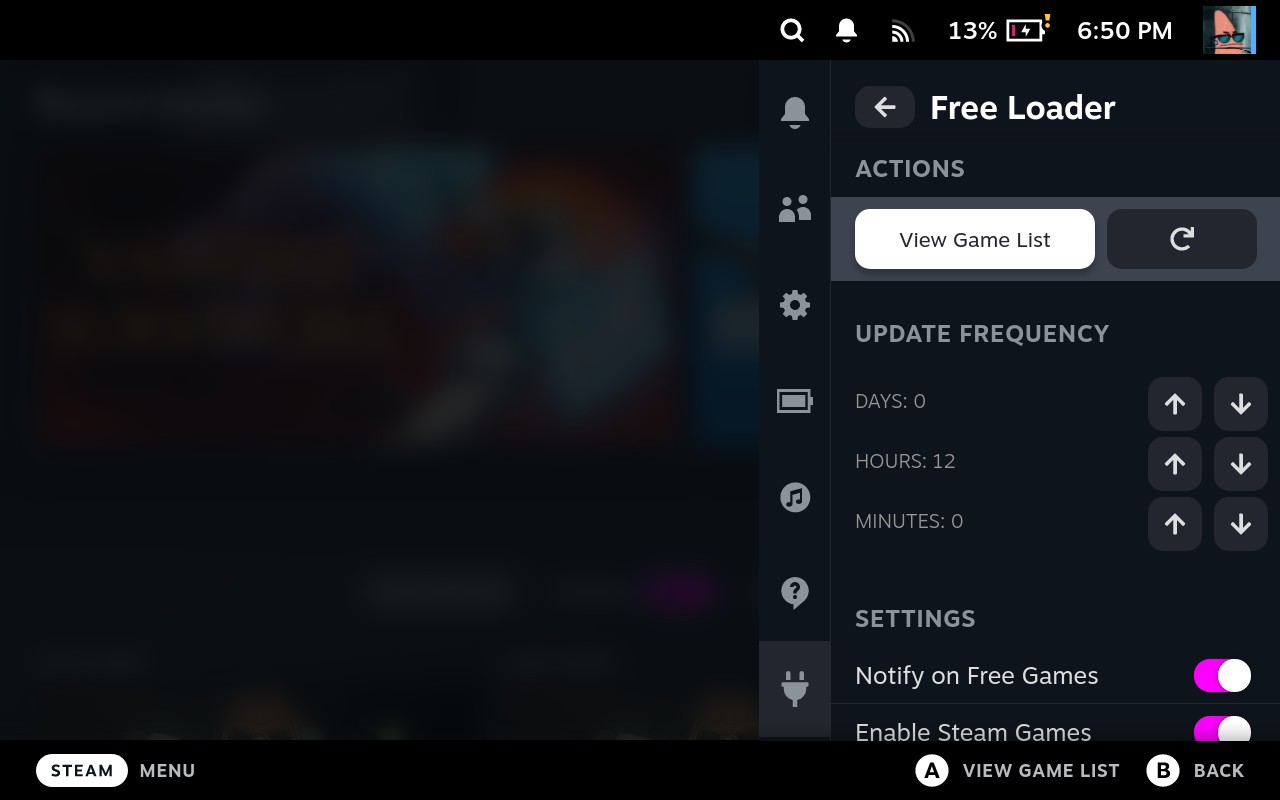 13% 6:50 PM
Free Loader
ACTIONS
View Game List
UPDATE FREQUENCY
DAYS: 0
HOURS: 12
MINUTES: 0
SETTINGS
Notify on Free Games
Enable Steam Games
STEAM MENU A VIEW GAME LIST B BACK